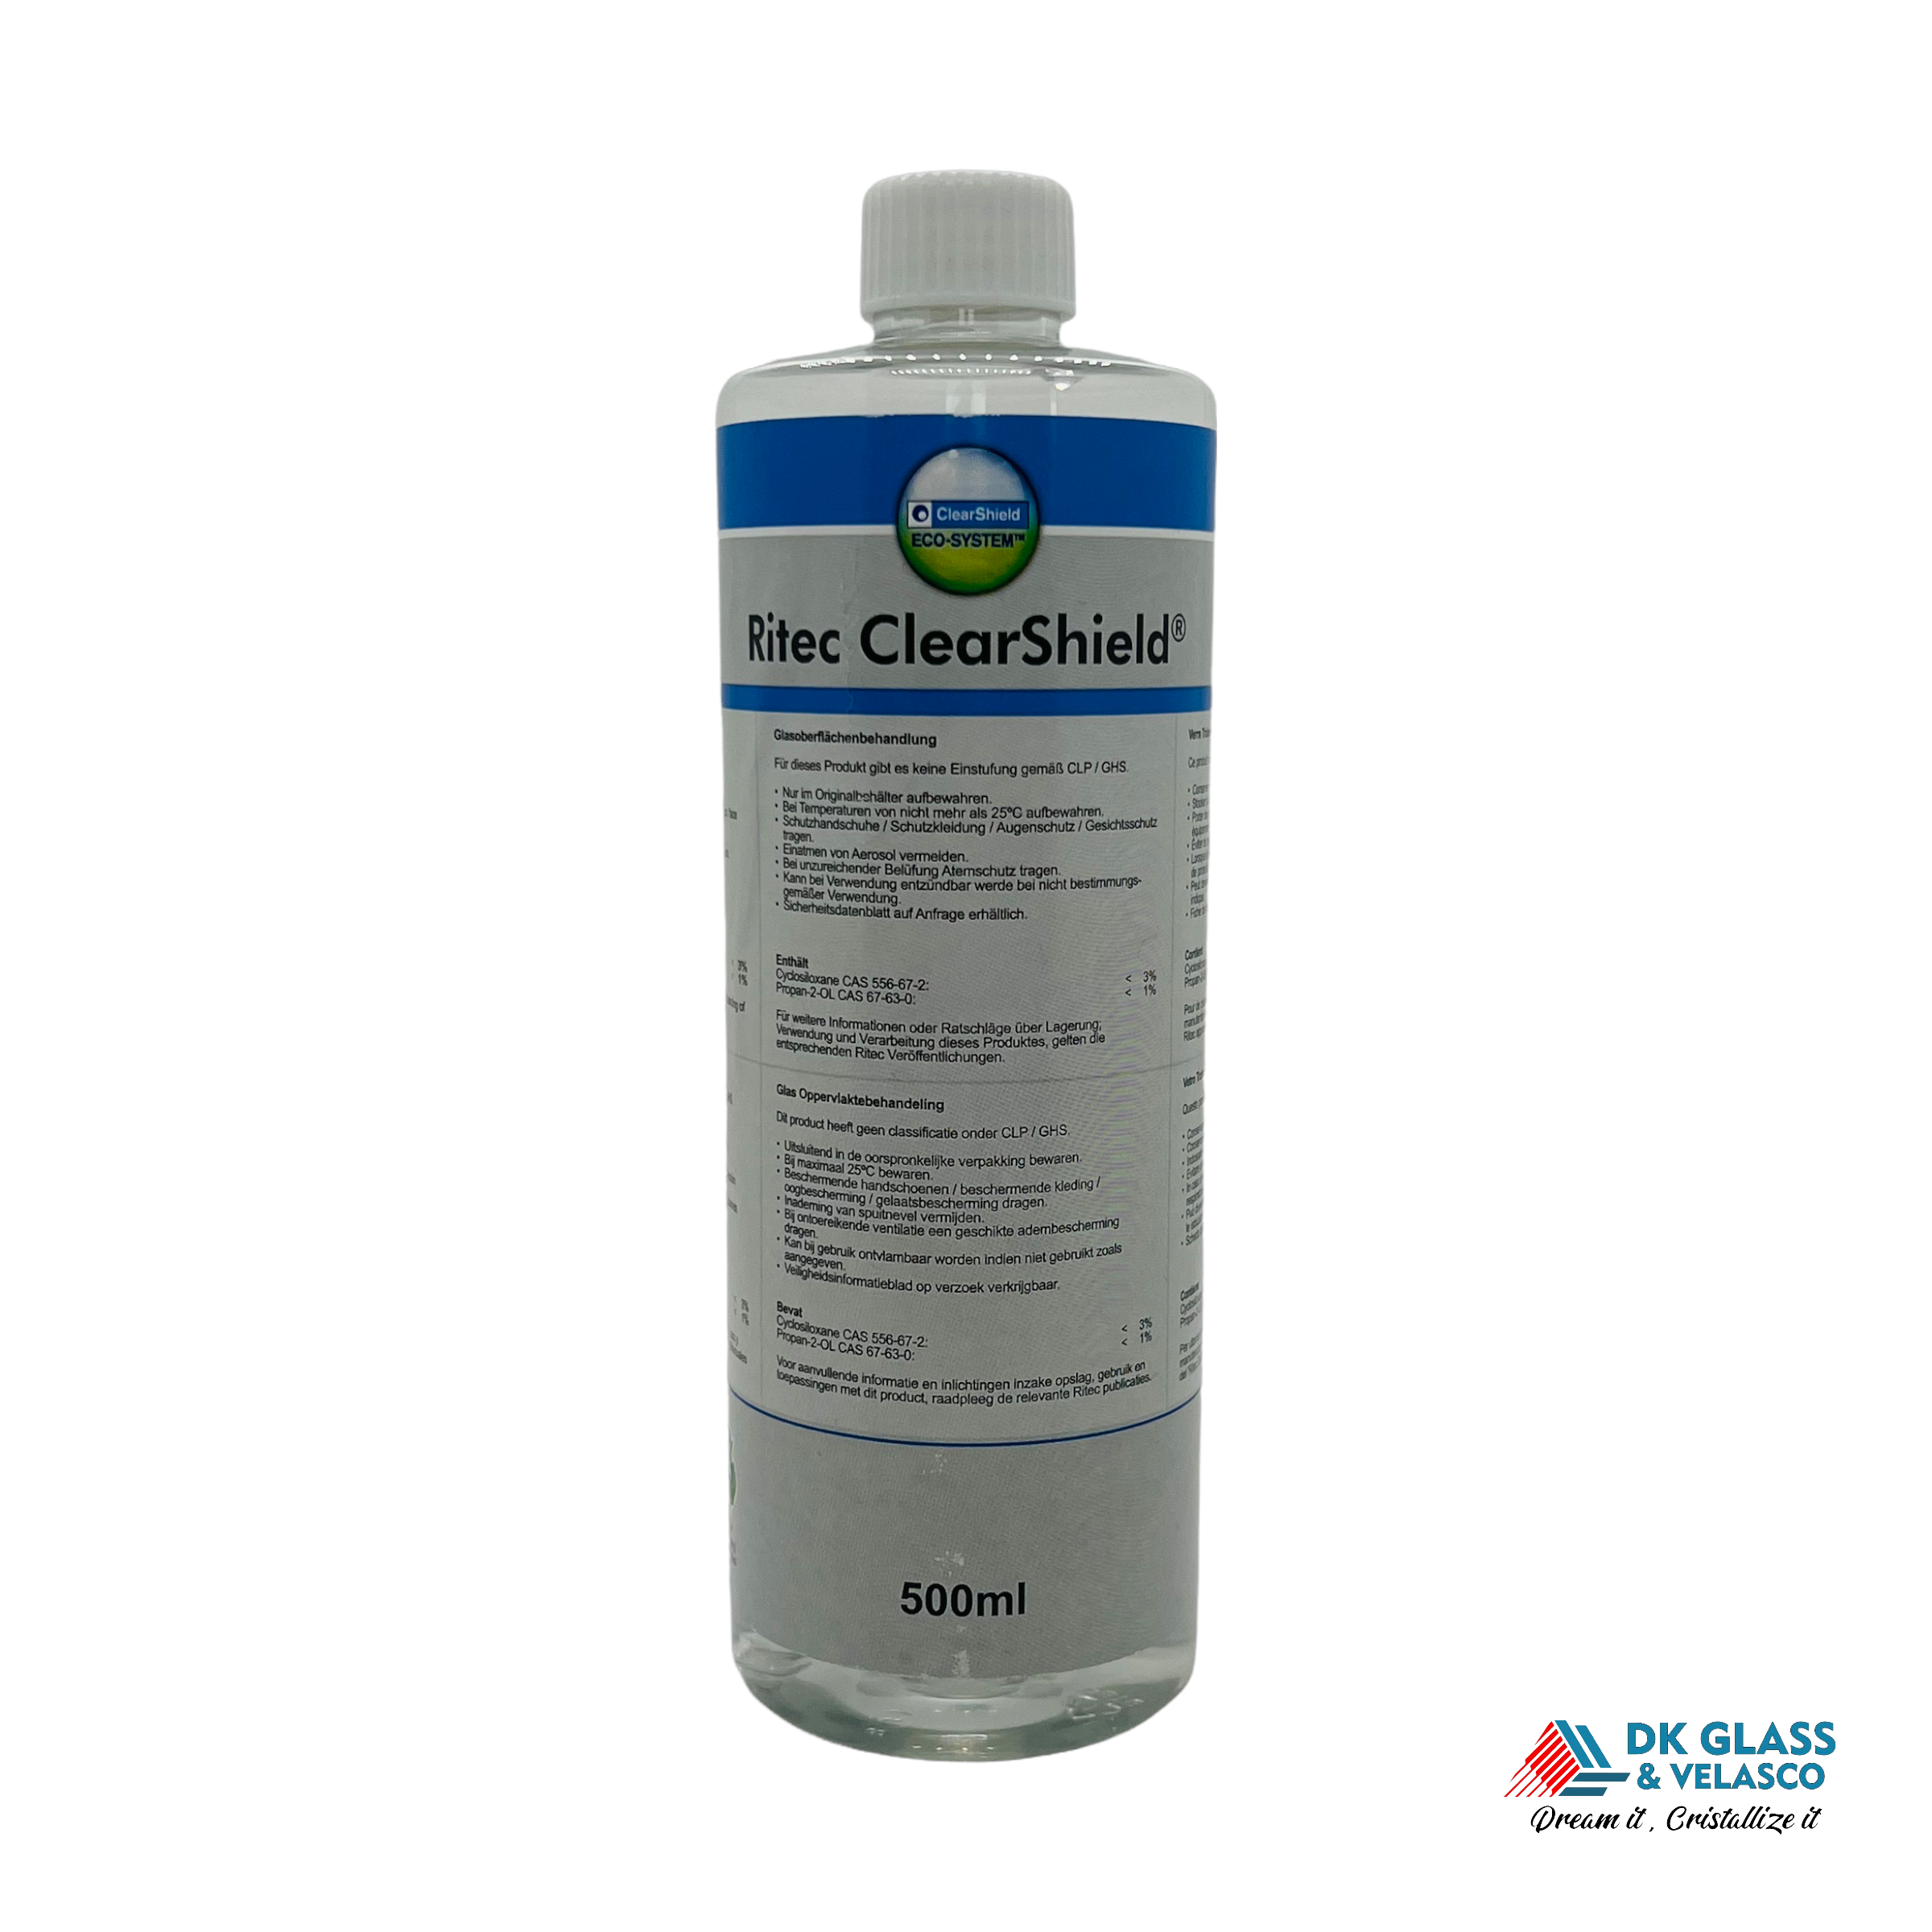 ClearShield
ECO-SYSTEM™
Ritec ClearShield®
Glasoberflächenbehandlung
Für dieses Produkt gibt es keine Einstufung gemäß CLP / GHS.
• Nur im Originalbehälter aufbewahren.
• Bei Temperaturen von nicht mehr als 25ºC aufbewahren.
• Schutzhandschuhe / Schutzkleidung / Augenschutz / Gesichtsschutz
tragen.
• Einatmen von Aerosol vermeiden.
• Bei unzureichender Belüfung Atemschutz tragen.
• Kann bei Verwendung entzündbar werde bei nicht bestimmungs-
gemäßer Verwendung.
• Sicherheitsdatenblatt auf Anfrage erhältlich.
Enthält
Cyclosiloxane CAS 556-67-2: < 3%
Propan-2-OL CAS 67-63-0: < 1%
Für weitere Informationen oder Ratschläge über Lagerung;
Verwendung und Verarbeitung dieses Produktes, gelten die
entsprechenden Ritec Veröffentlichungen.
Glas Oppervlaktebehandeling
Dit product heeft geen classificatie onder CLP / GHS.
• Uitsluitend in de oorspronkelijke verpakking bewaren.
• Bij maximaal 25ºC bewaren.
• Beschermende handschoenen / beschermende kleding /
oogbescherming / gelaatsbescherming dragen.
• Inademing van spuitnevel vermijden.
• Bij ontoereikende ventilatie een geschikte adembescherming
dragen.
• Kan bij gebruik ontvlambaar worden indien niet gebruikt zoals
aangegeven.
• Veiligheidsinformatieblad op verzoek verkrijgbaar.
Bevat
Cyclosiloxane CAS 556-67-2: < 3%
Propan-2-OL CAS 67-63-0: < 1%
Voor aanvullende informatie en inlichtingen inzake opslag, gebruik en
toepassingen met dit product, raadpleeg de relevante Ritec publicaties.
500ml
DK GLASS
& VELASCO
Dream it, Cristallize it